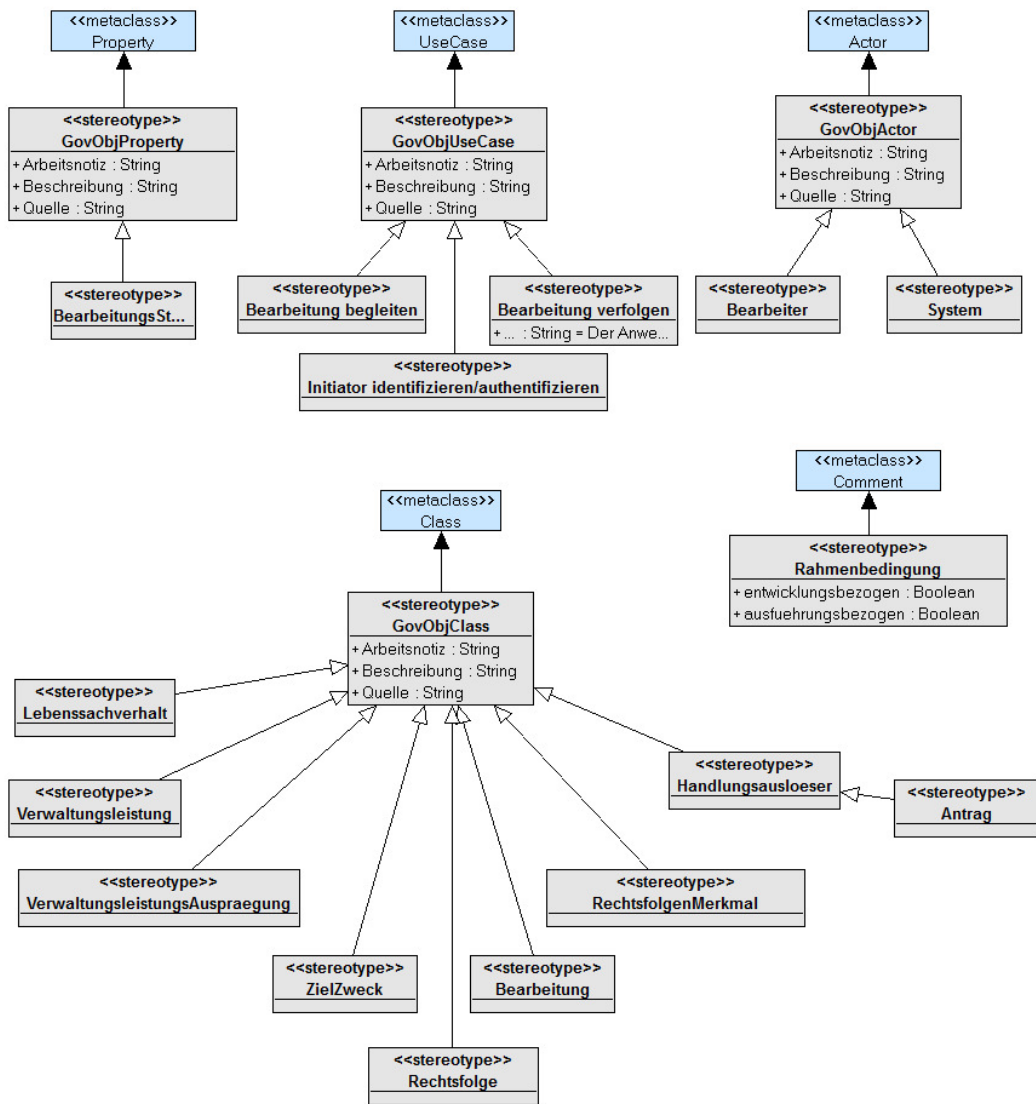 <<metaclass>>
Property
<<metaclass>>
UseCase
<<metaclass>>
Actor
<<stereotype>>
GovObjProperty
+ Arbeitsnotiz : String
+ Beschreibung : String
+ Quelle : String
<<stereotype>>
GovObjUseCase
+ Arbeitsnotiz : String
+ Beschreibung : String
+ Quelle : String
<<stereotype>>
GovObjActor
+ Arbeitsnotiz : String
+ Beschreibung : String
+ Quelle : String
<<stereotype>>
BearbeitungsSt...
<<stereotype>>
Bearbeitung begleiten
<<stereotype>>
Bearbeitung verfolgen
+ ... : String = Der Anwe...
<<stereotype>>
Bearbeiter
<<stereotype>>
System
<<stereotype>>
Initiator identifizieren/authentifizieren
<<metaclass>>
Class
<<metaclass>>
Comment
<<stereotype>>
Rahmenbedingung
+ entwicklungsbezogen : Boolean
+ ausfuehrungsbezogen : Boolean
<<stereotype>>
GovObjClass
+ Arbeitsnotiz : String
+ Beschreibung : String
+ Quelle : String
<<stereotype>>
Lebenssachverhalt
<<stereotype>>
Verwaltungsleistung
<<stereotype>>
Handlungsausloeser
<<stereotype>>
Antrag
<<stereotype>>
VerwaltungsleistungsAuspraegung
<<stereotype>>
RechtsfolgenMerkmal
<<stereotype>>
ZielZweck
<<stereotype>>
Bearbeitung
<<stereotype>>
Rechtsfolge